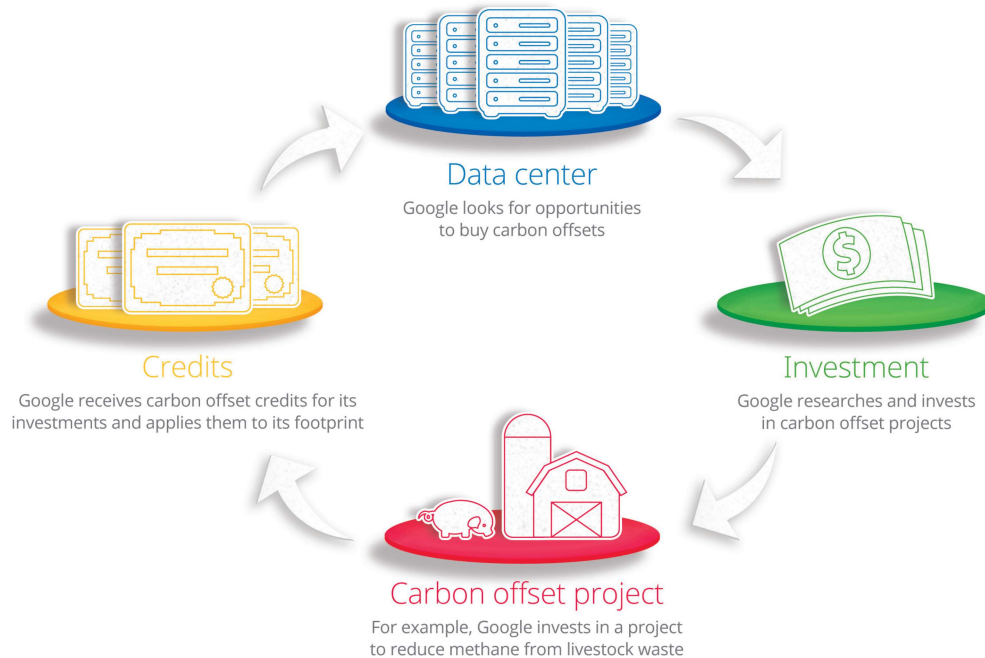 Data center
Google looks for opportunities
to buy carbon offsets
$
Investment
Google researches and invests
in carbon offset projects
Carbon offset project
For example, Google invests in a project
to reduce methane from livestock waste
Credits
Google receives carbon offset credits for its
investments and applies them to its footprint